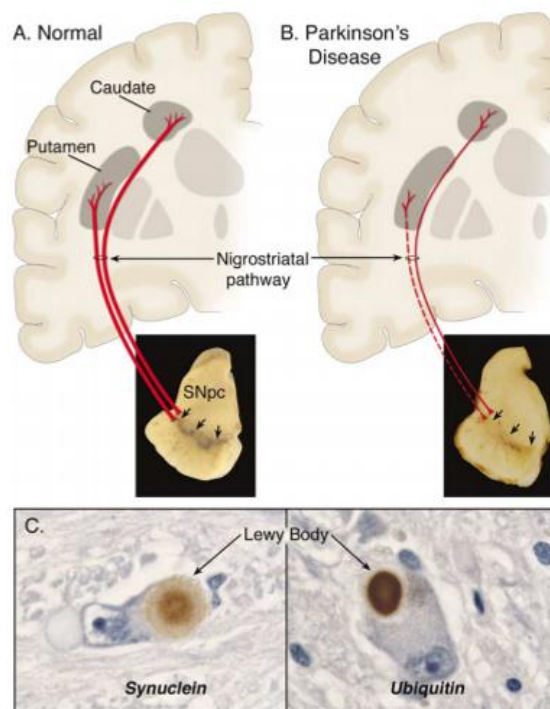 A. Normal
B. Parkinson's
Disease
Caudate
Putamen
Nigrostriatal
pathway
SNpc
C.
Lewy Body
Synuclein
Ubiquitin